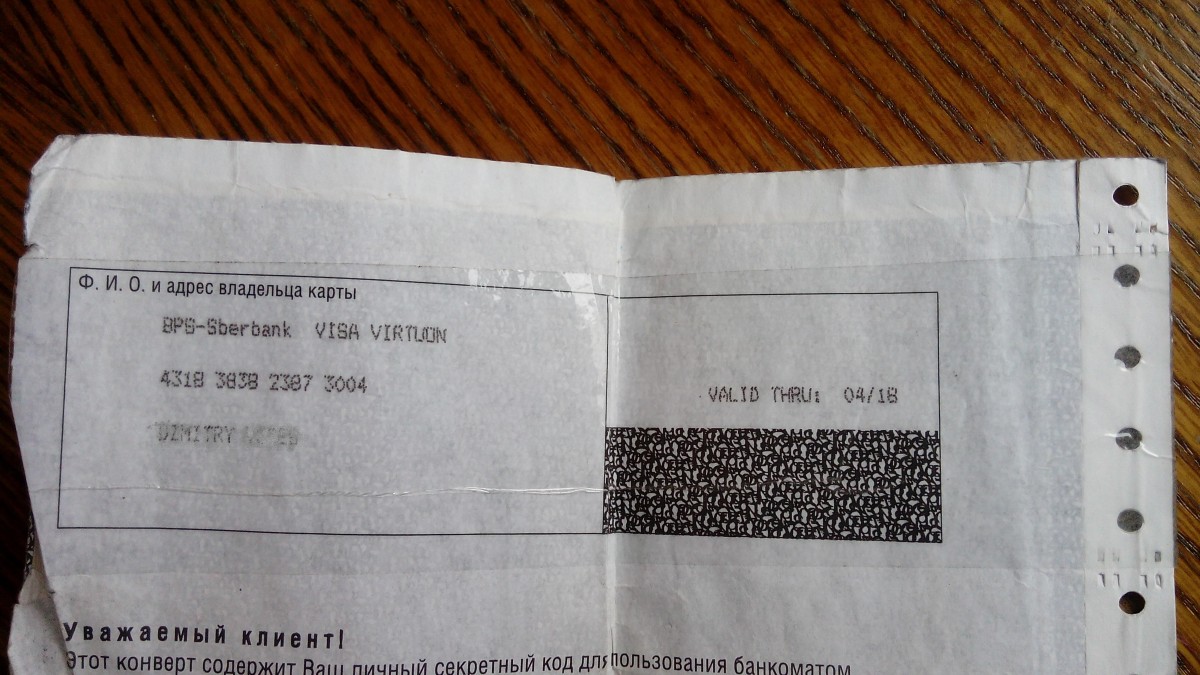 Ф. И. О. и адрес владельца карты
BPS-Sberbank VISA VIRTUON
4318 3838 2387 3004
VALID THRU: 04/18
DIMITRY
Уважаемый клиент!
Этот конверт содержит Ваш личный секретный код для пользования банкоматом